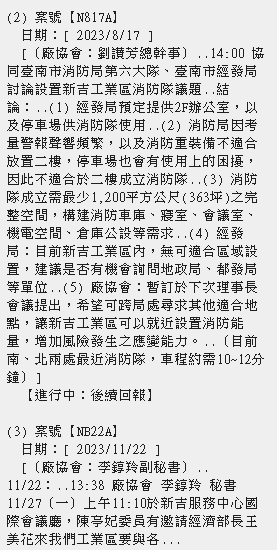 (2) 案號【N817A】
日期：[ 2023/8/17 ]
[〔廠協會：劉讚芳總幹事〕..14:00 協
同臺南市消防局第六大隊、臺南市經發局
討論設置新吉工業區消防隊議題..結
論：..(1) 經發局預定提供2F辦公室，以
及停車場供消防隊使用..(2) 消防局因考
量警報聲響頻繁，以及消防重裝備不適合
放置二樓，停車場也會有使用上的困擾，
因此不適合於二樓成立消防隊..(3) 消防
隊成立需最少1,200平方公尺(363坪)之完
整空間，構建消防車庫、寢室、會議室、
機電空間、倉庫公設等需求..(4) 經發
局：目前新吉工業區內，無可適合區域設
置，建議是否有機會詢問地政局、都發局
等單位..(5) 廠協會：暫訂於下次理事長
會議提出，希望可跨局處尋求其他適合地
點，讓新吉工業區可以就近設置消防能
量，增加風險發生之應變能力。..〔目前
南、北兩處最近消防隊，車程約需10~12分
鐘〕]
【進行中：後續回報】
(3) 案號【NB22A】
日期：[ 2023/11/22 ]
[〔廠協會：李錞羚副秘書〕..
11/22：..13:38 廠協會 李錞羚 秘書
11/27〔一〕上午11:10於新吉服務中心國
際會議廳，陳亭妃委員有邀請經濟部長王
美花來我們工業區要與各...